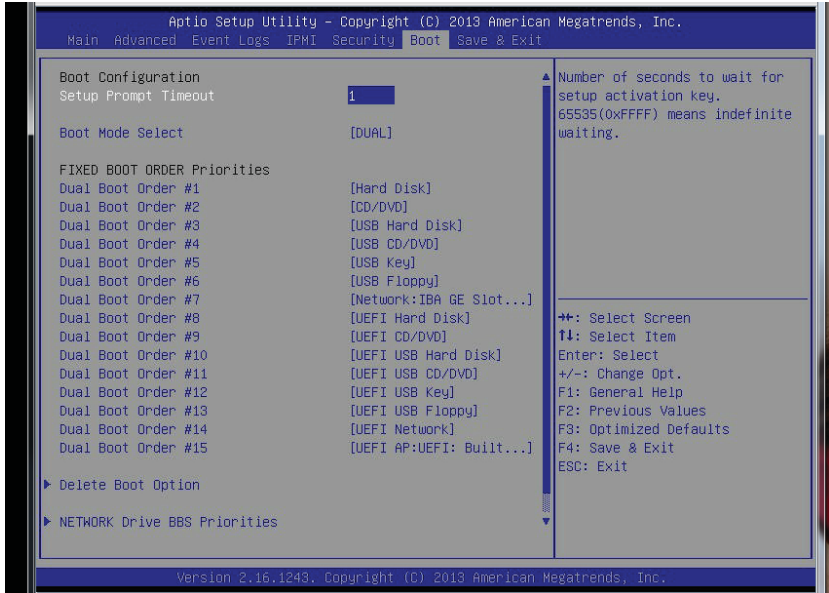 Aptio Setup Utility – Copyright (C) 2013 American Megatrends, Inc.
Main Advanced Event Logs IPMI Security Boot Save & Exit
Boot Configuration
Setup Prompt Timeout 1
Boot Mode Select [DUAL]
FIXED BOOT ORDER Priorities
Dual Boot Order #1 [Hard Disk]
Dual Boot Order #2 [CD/DVD]
Dual Boot Order #3 [USB Hard Disk]
Dual Boot Order #4 [USB CD/DVD]
Dual Boot Order #5 [USB Key]
Dual Boot Order #6 [USB Floppy]
Dual Boot Order #7 [Network:IBA GE Slot...]
Dual Boot Order #8 [UEFI Hard Disk]
Dual Boot Order #9 [UEFI CD/DVD]
Dual Boot Order #10 [UEFI USB Hard Disk]
Dual Boot Order #11 [UEFI USB CD/DVD]
Dual Boot Order #12 [UEFI USB Key]
Dual Boot Order #13 [UEFI USB Floppy]
Dual Boot Order #14 [UEFI Network]
Dual Boot Order #15 [UEFI AP:UEFI: Built...]
Delete Boot Option
NETWORK Drive BBS Priorities
Number of seconds to wait for
setup activation key.
65535(0xFFFF) means indefinite
waiting.
→←: Select Screen
↑↓: Select Item
Enter: Select
+/-: Change Opt.
F1: General Help
F2: Previous Values
F3: Optimized Defaults
F4: Save & Exit
ESC: Exit
Version 2.16.1243. Copyright (C) 2013 American Megatrends, Inc.